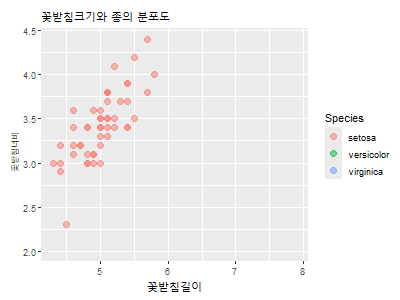 꽃받침크기와 종의 분포도
4.5
4.0
3.5
3.0
2.5
2.0
꽃받침너비
5
6
7
8
꽃받침길이
Species
setosa
versicolor
virginica